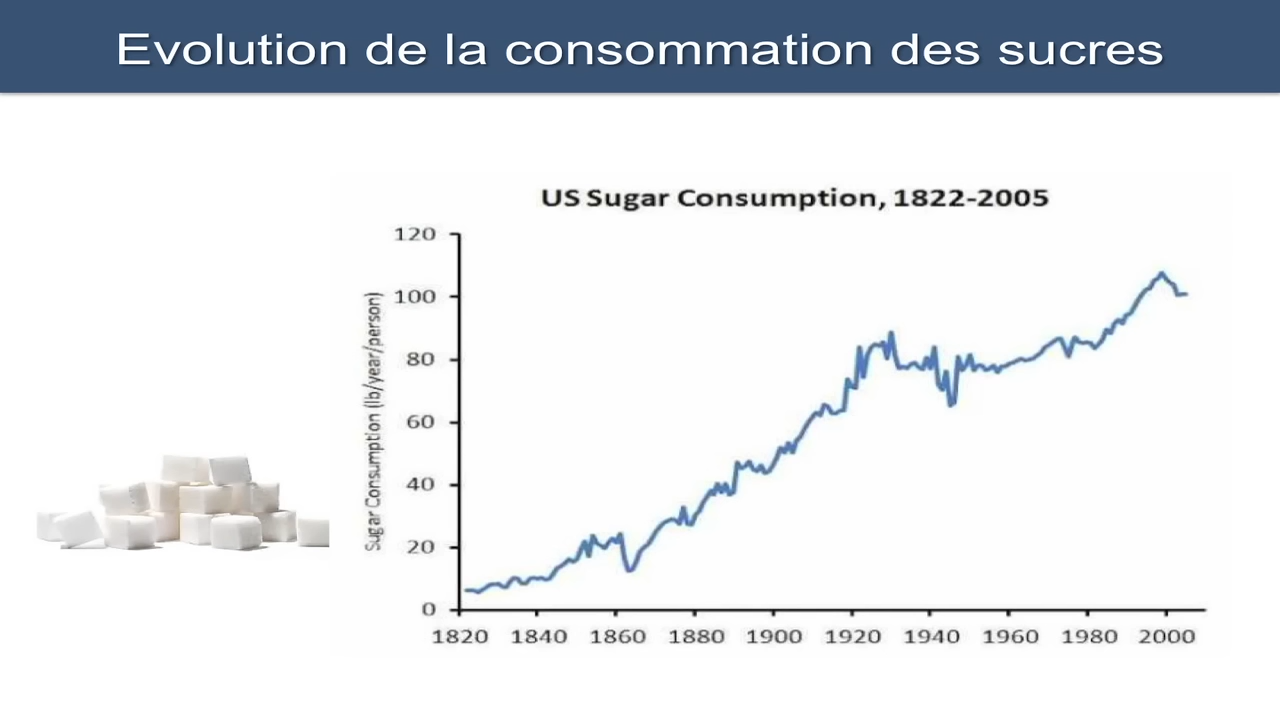 Evolution de la consommation des sucres
US Sugar Consumption, 1822-2005
Sugar Consumption (lb/year/person)
120
100
80
60
40
20
0
1820 1840 1860 1880 1900 1920 1940 1960 1980 2000